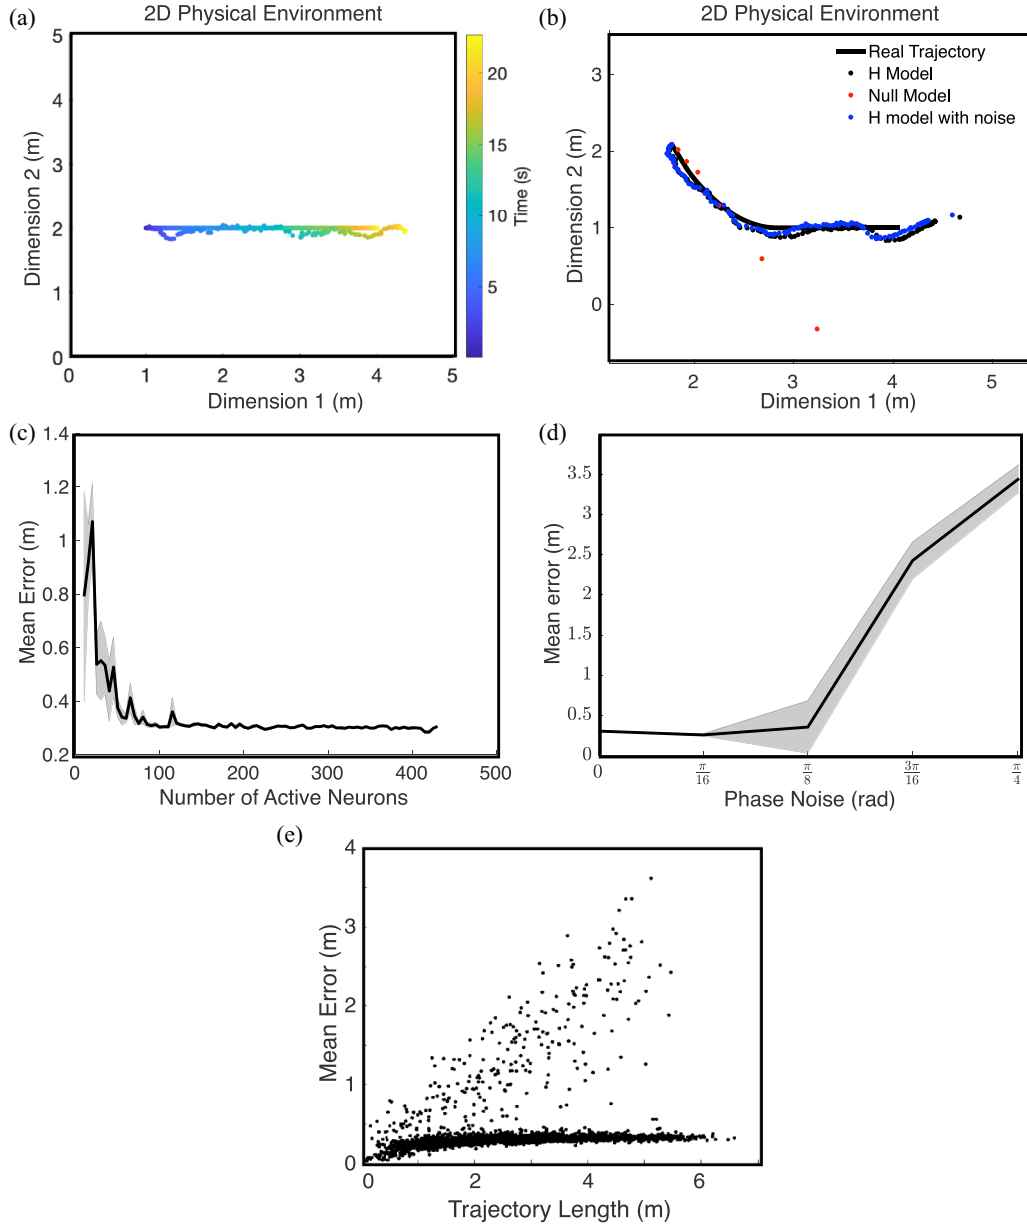 (a)
2D Physical Environment
5
4
3
2
1
0
Dimension 2 (m)
0
1
2
3
4
5
Dimension 1 (m)
20
15
10
5
Time (s)
(b)
2D Physical Environment
Real Trajectory
H Model
Null Model
H model with noise
3
2
1
0
Dimension 2 (m)
2
3
4
5
Dimension 1 (m)
(c)
1.4
1.2
1
0.8
0.6
0.4
0.2
Mean Error (m)
0
100
200
300
400
500
Number of Active Neurons
(d)
3.5
3
2.5
2
1.5
1
0.5
0
Mean error (m)
0
π/16
π/8
3π/16
π/4
Phase Noise (rad)
(e)
4
3
2
1
0
Mean Error (m)
0
2
4
6
Trajectory Length (m)